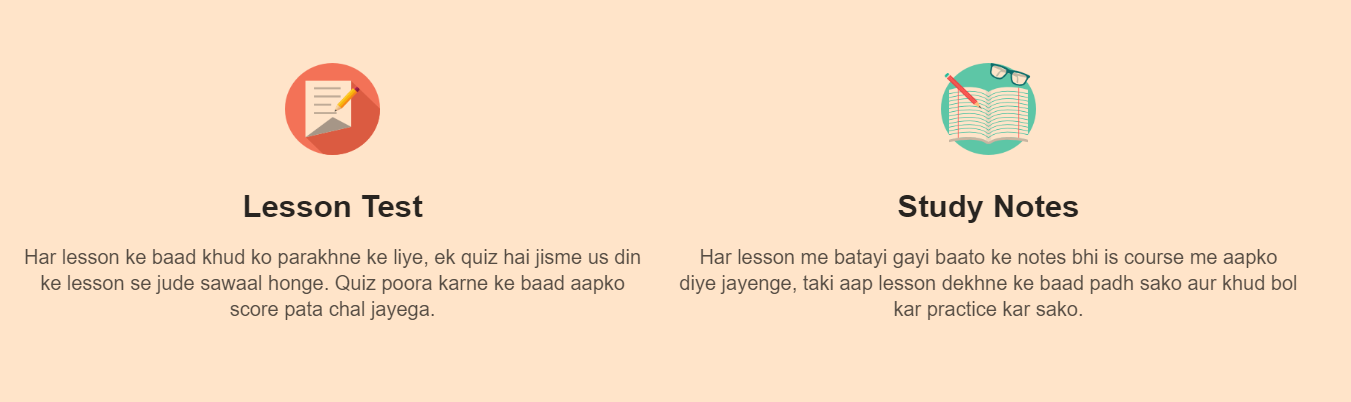 Lesson Test
Har lesson ke baad khud ko parakhne ke liye, ek quiz hai jisme us din
ke lesson se jude sawaal honge. Quiz poora karne ke baad aapko
score pata chal jayega.
Study Notes
Har lesson me batayi gayi baato ke notes bhi is course me aapko
diye jayenge, taki aap lesson dekhne ke baad padh sako aur khud bol
kar practice kar sako.